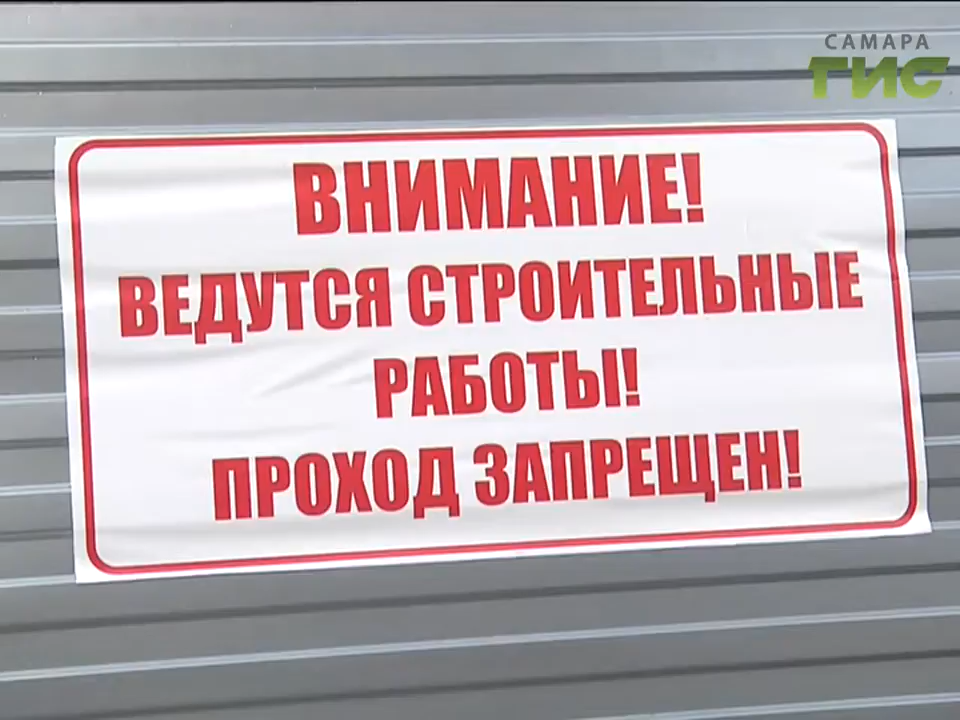 САМАРА
ГИС
ВНИМАНИЕ!
ВЕДУТСЯ СТРОИТЕЛЬНЫЕ
РАБОТЫ!
ПРОХОД ЗАПРЕЩЕН!